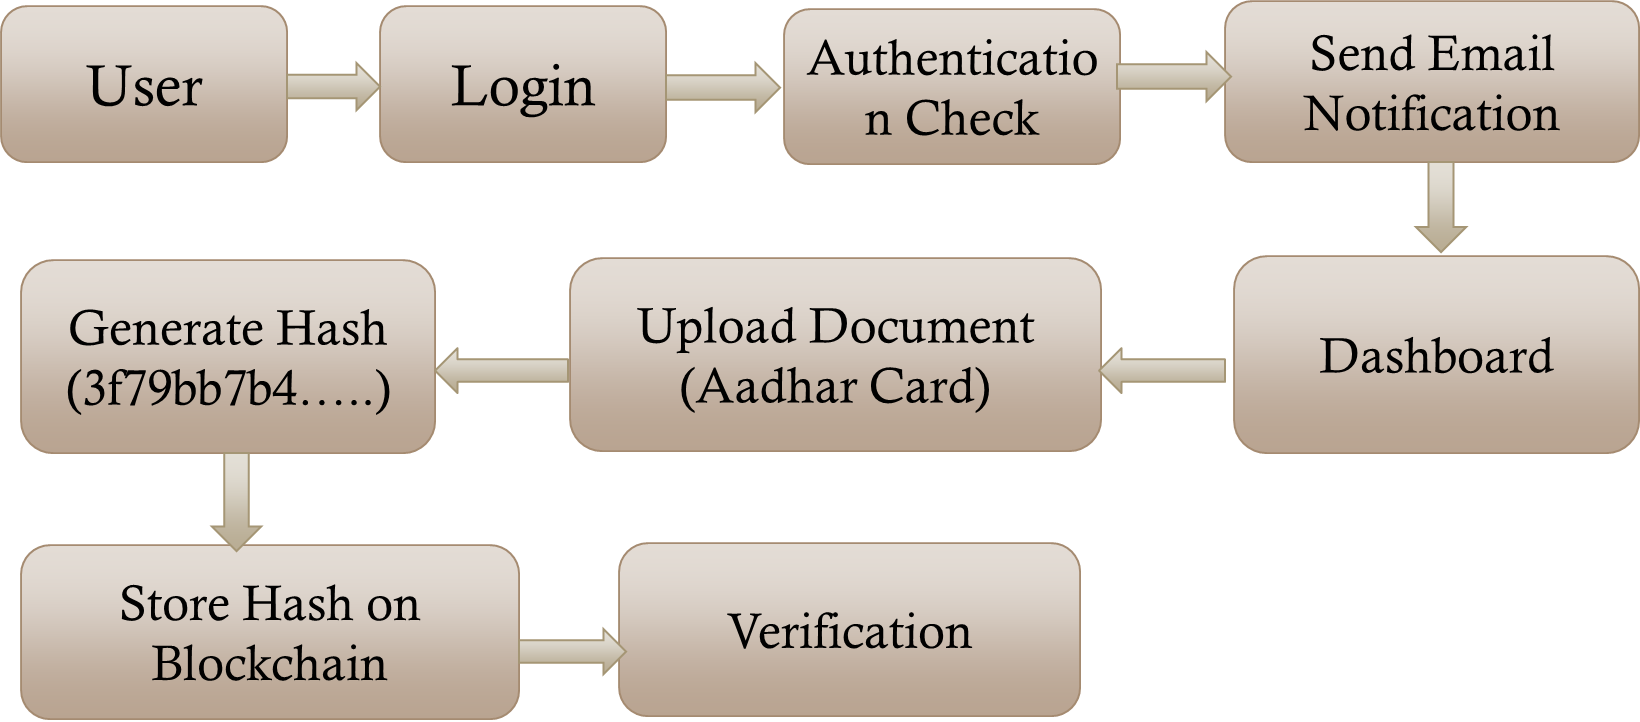 User
Login
Authenticatio
n Check
Send Email
Notification
Generate Hash
(3f79bb7b4…..)
Upload Document
(Aadhar Card)
Dashboard
Store Hash on
Blockchain
Verification